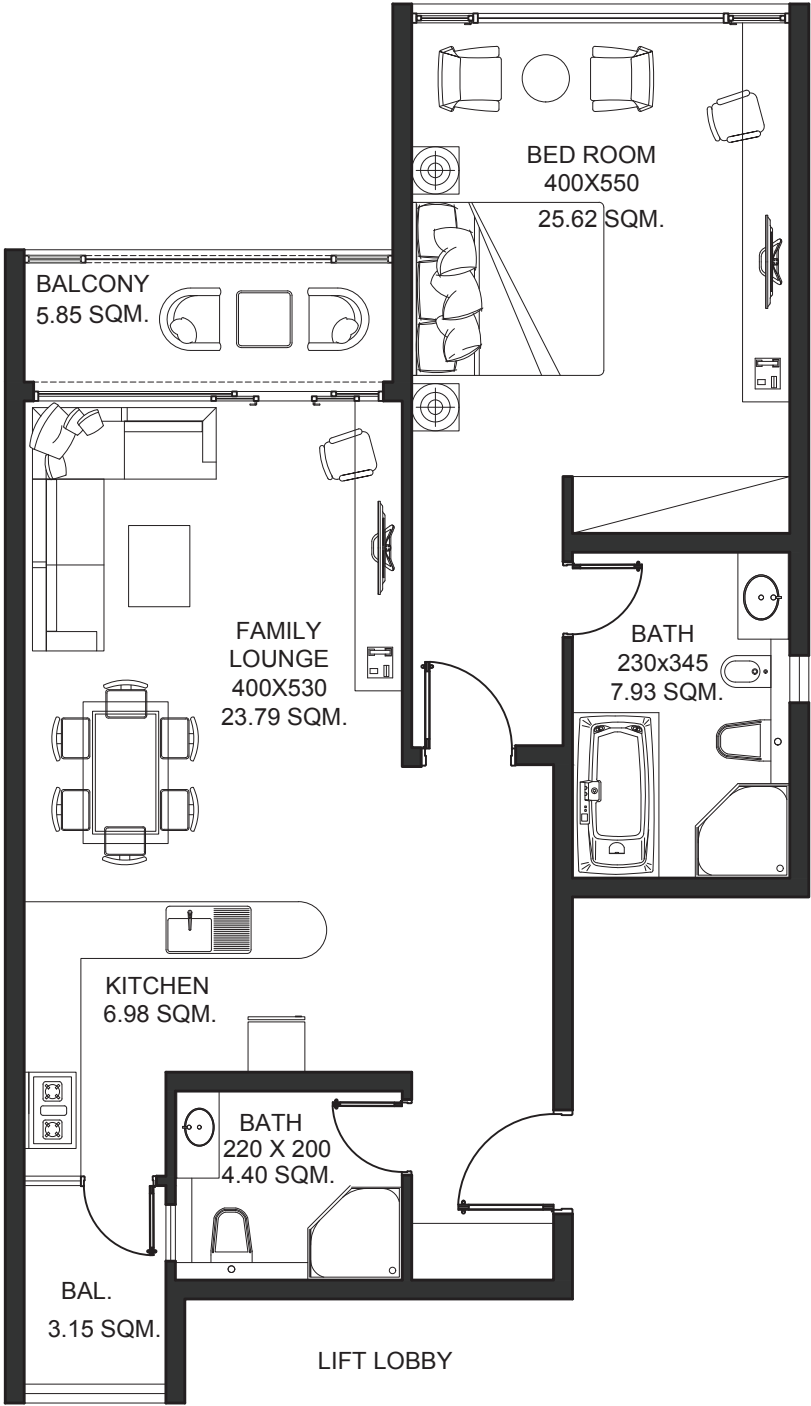 BED ROOM
400X550
25.62 SQM.
BALCONY
5.85 SQM.
FAMILY
LOUNGE
400X530
23.79 SQM.
BATH
230x345
7.93 SQM.
KITCHEN
6.98 SQM.
BATH
220 X 200
4.40 SQM.
BAL.
3.15 SQM.
LIFT LOBBY